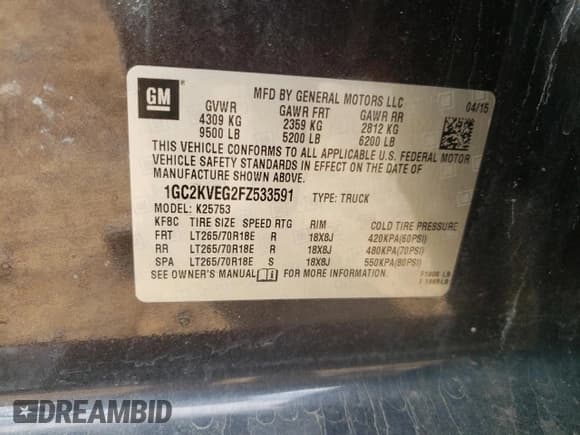 GM
MFD BY GENERAL MOTORS LLC
04/15
GVWR GAWR FRT GAWR RR
4309 KG 2359 KG 2812 KG
9500 LB 5200 LB 6200 LB
THIS VEHICLE CONFORMS TO ALL APPLICABLE U.S. FEDERAL MOTOR
VEHICLE SAFETY STANDARDS IN EFFECT ON THE DATE OF
MANUFACTURE SHOWN ABOVE.
1GC2KVEG2FZ533591 TYPE: TRUCK
MODEL: K25753
KF8C TIRE SIZE SPEED RTG RIM COLD TIRE PRESSURE
FRT LT265/70R18E R 18X8J 420KPA(60PSI)
RR LT265/70R18E R 18X8J 480KPA(70PSI)
SPA LT265/70R18E S 18X8J 550KPA(80PSI)
SEE OWNER'S MANUAL
DREAMBID